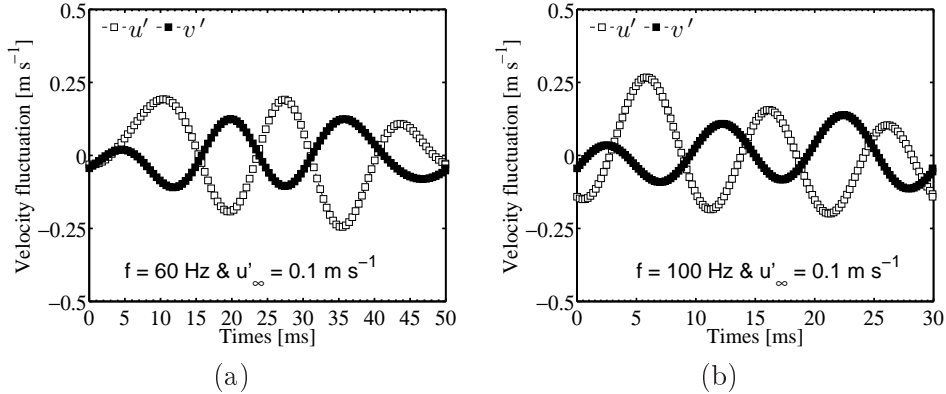 0.5
0.25
0
−0.25
−0.5
Velocity fluctuation [m s⁻¹]
u′ v′
f = 60 Hz & u'∞ = 0.1 m s⁻¹
0 5 10 15 20 25 30 35 40 45 50
Times [ms]
(a)
0.5
0.25
0
−0.25
−0.5
Velocity fluctuation [m s⁻¹]
u′ v′
f = 100 Hz & u'∞ = 0.1 m s⁻¹
0 5 10 15 20 25 30
Times [ms]
(b)